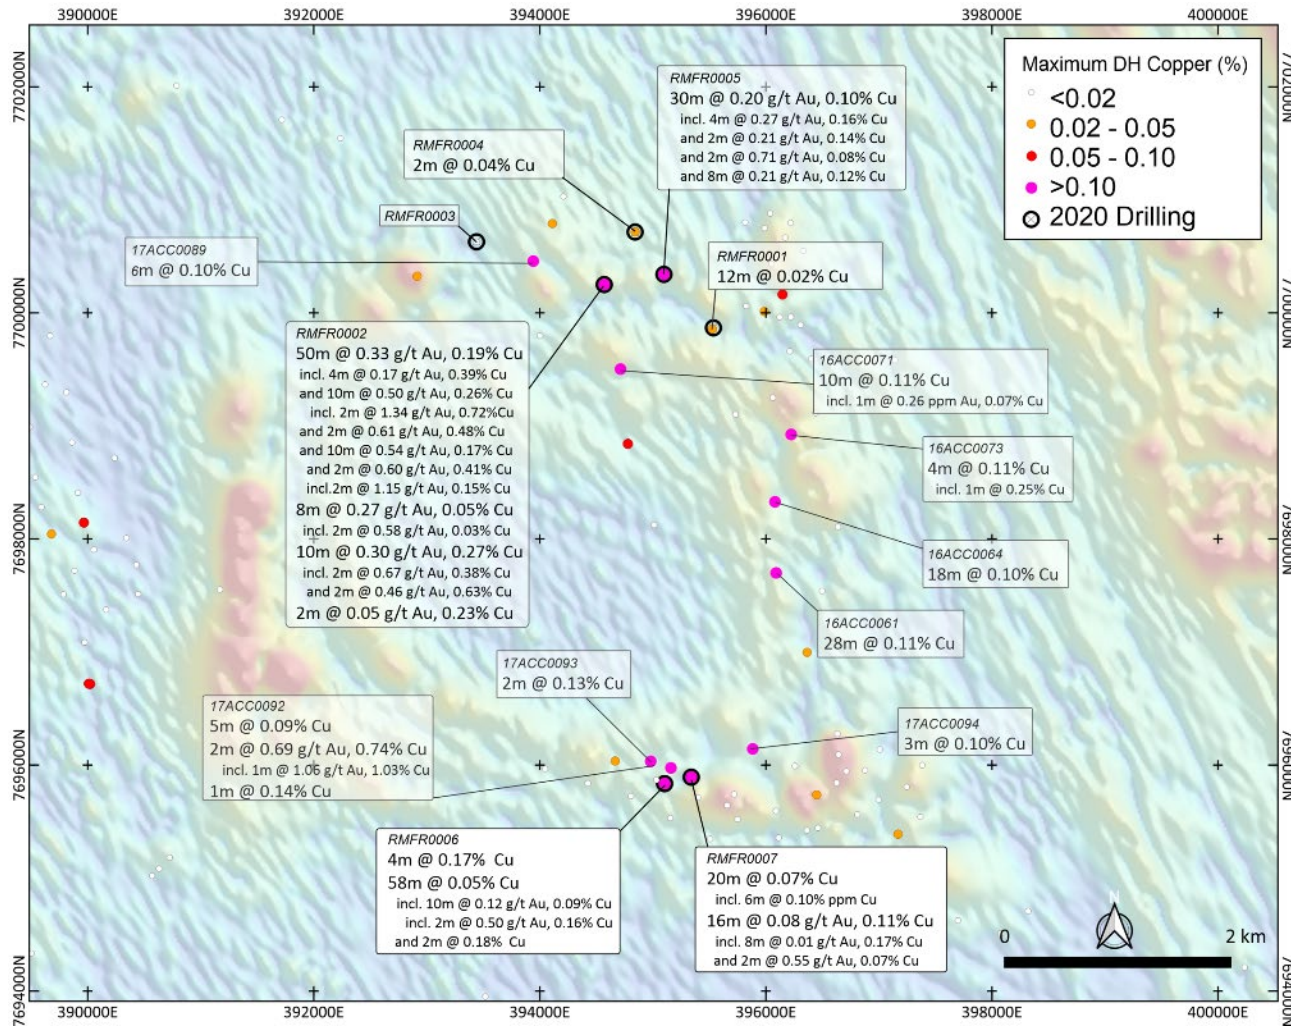 390000E 392000E 394000E 396000E 398000E 400000E
7702000N
7700000N
7698000N
7696000N
7694000N
7702000N
7700000N
7698000N
7696000N
7694000N
Maximum DH Copper (%)
<0.02
0.02 - 0.05
0.05 - 0.10
>0.10
2020 Drilling
RMFR0005
30m @ 0.20 g/t Au, 0.10% Cu
incl. 4m @ 0.27 g/t Au, 0.16% Cu
and 2m @ 0.21 g/t Au, 0.14% Cu
and 2m @ 0.71 g/t Au, 0.08% Cu
and 8m @ 0.21 g/t Au, 0.12% Cu
RMFR0004
2m @ 0.04% Cu
RMFR0003
17ACC0089
6m @ 0.10% Cu
RMFR0001
12m @ 0.02% Cu
RMFR0002
50m @ 0.33 g/t Au, 0.19% Cu
incl. 4m @ 0.17 g/t Au, 0.39% Cu
and 10m @ 0.50 g/t Au, 0.26% Cu
incl. 2m @ 1.34 g/t Au, 0.72%Cu
and 2m @ 0.61 g/t Au, 0.48% Cu
and 10m @ 0.54 g/t Au, 0.17% Cu
and 2m @ 0.60 g/t Au, 0.41% Cu
incl.2m @ 1.15 g/t Au, 0.15% Cu
8m @ 0.27 g/t Au, 0.05% Cu
incl. 2m @ 0.58 g/t Au, 0.03% Cu
10m @ 0.30 g/t Au, 0.27% Cu
incl. 2m @ 0.67 g/t Au, 0.38% Cu
and 2m @ 0.46 g/t Au, 0.63% Cu
2m @ 0.05 g/t Au, 0.23% Cu
16ACC0071
10m @ 0.11% Cu
incl. 1m @ 0.26 ppm Au, 0.07% Cu
16ACC0073
4m @ 0.11% Cu
incl. 1m @ 0.25% Cu
16ACC0064
18m @ 0.10% Cu
16ACC0061
28m @ 0.11% Cu
17ACC0093
2m @ 0.13% Cu
17ACC0092
5m @ 0.09% Cu
2m @ 0.69 g/t Au, 0.74% Cu
incl. 1m @ 1.06 g/t Au, 1.03% Cu
1m @ 0.14% Cu
17ACC0094
3m @ 0.10% Cu
RMFR0006
4m @ 0.17% Cu
58m @ 0.05% Cu
incl. 10m @ 0.12 g/t Au, 0.09% Cu
incl. 2m @ 0.50 g/t Au, 0.16% Cu
and 2m @ 0.18% Cu
RMFR0007
20m @ 0.07% Cu
incl. 6m @ 0.10% ppm Cu
16m @ 0.08 g/t Au, 0.11% Cu
incl. 8m @ 0.01 g/t Au, 0.17% Cu
and 2m @ 0.55 g/t Au, 0.07% Cu
N
0 2 km
390000E 392000E 394000E 396000E 398000E 400000E